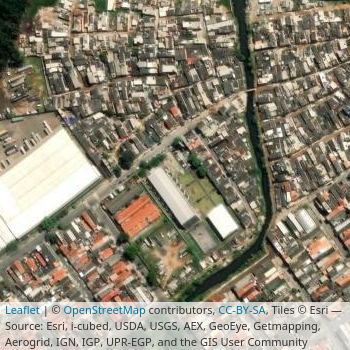 Leaflet | © OpenStreetMap contributors, CC-BY-SA, Tiles © Esri —
Source: Esri, i-cubed, USDA, USGS, AEX, GeoEye, Getmapping,
Aerogrid, IGN, IGP, UPR-EGP, and the GIS User Community